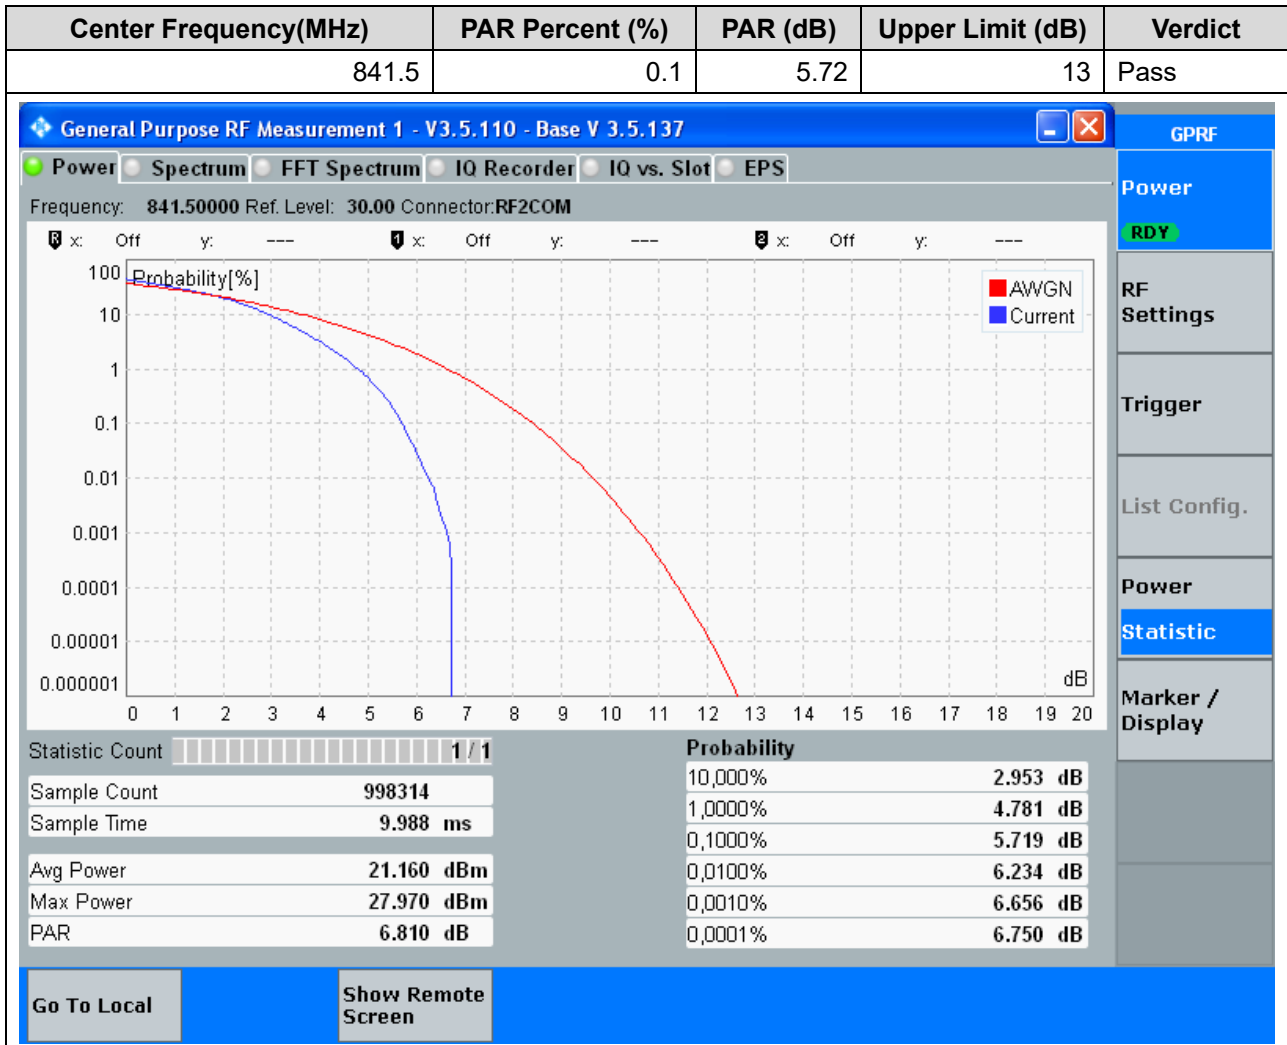 Center Frequency(MHz) PAR Percent (%) PAR (dB) Upper Limit (dB) Verdict
841.5 0.1 5.72 13 Pass
General Purpose RF Measurement 1 - V3.5.110 - Base V 3.5.137
GPRF
Power Spectrum FFT Spectrum IQ Recorder IQ vs. Slot EPS
Frequency: 841.50000 Ref. Level: 30.00 Connector:RF2COM
R x: Off y: --- 1 x: Off y: --- 2 x: Off y: ---
Probability[%]
AWGN
Current
100
10
1
0.1
0.01
0.001
0.0001
0.00001
0.000001
dB
0 1 2 3 4 5 6 7 8 9 10 11 12 13 14 15 16 17 18 19 20
Statistic Count 1 / 1
Sample Count 998314
Sample Time 9.988 ms
Avg Power 21.160 dBm
Max Power 27.970 dBm
PAR 6.810 dB
Probability
10,000% 2.953 dB
1,0000% 4.781 dB
0,1000% 5.719 dB
0,0100% 6.234 dB
0,0010% 6.656 dB
0,0001% 6.750 dB
Power
RDY
RF
Settings
Trigger
List Config.
Power
Statistic
Marker /
Display
Go To Local
Show Remote
Screen